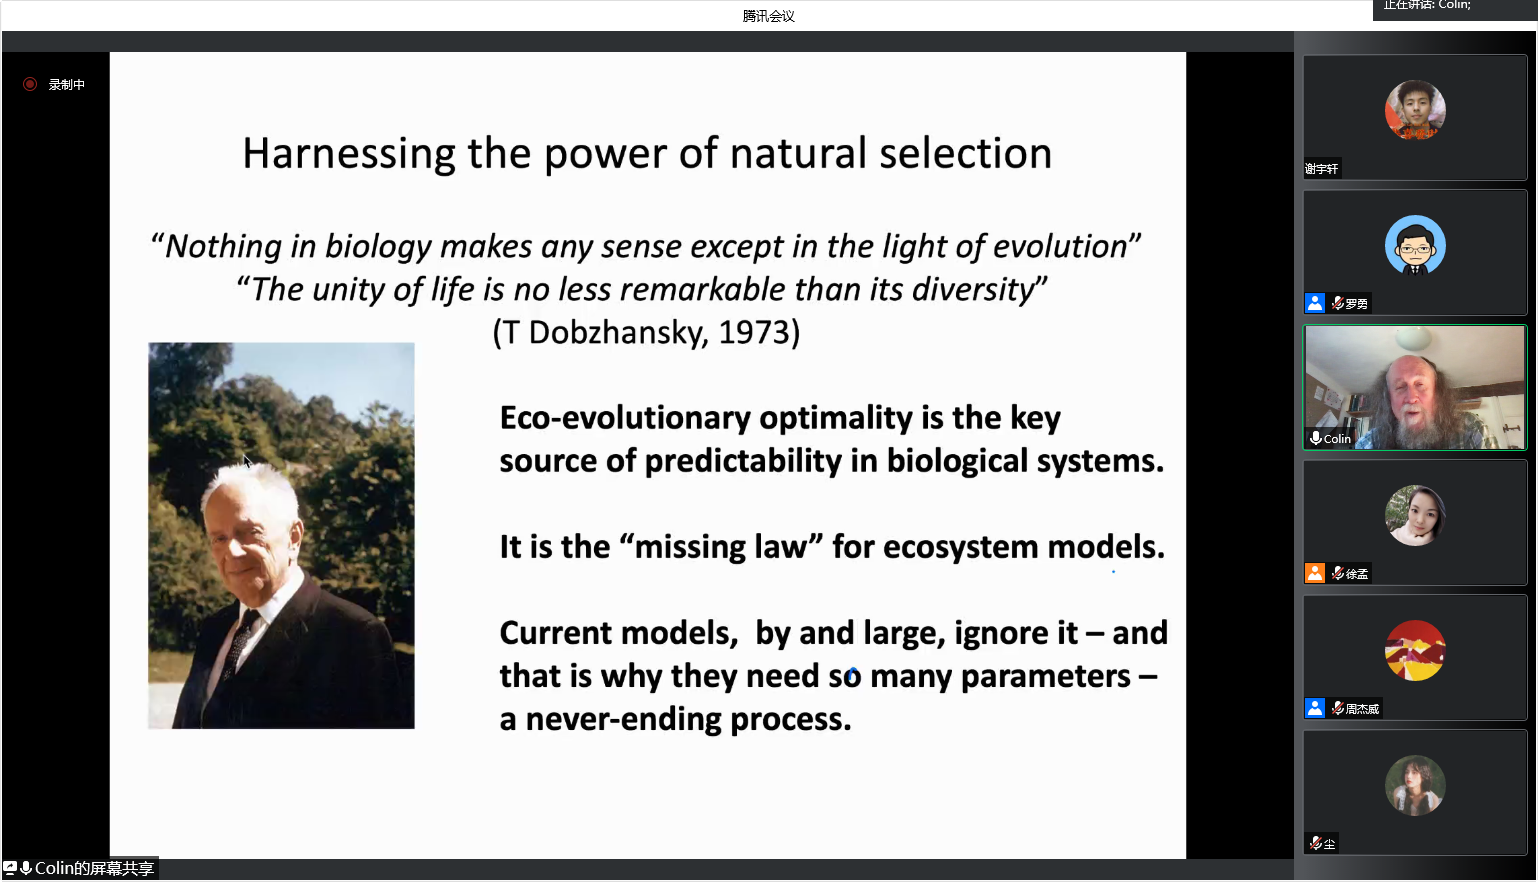 腾讯会议
正在讲话: Colin;
录制中
Harnessing the power of natural selection
“Nothing in biology makes any sense except in the light of evolution”
“The unity of life is no less remarkable than its diversity”
(T Dobzhansky, 1973)
Eco-evolutionary optimality is the key
source of predictability in biological systems.
It is the “missing law” for ecosystem models.
Current models,  by and large, ignore it – and
that is why they need so many parameters –
a never-ending process.
Colin的屏幕共享
谢宇轩
罗勇
Colin
徐孟
周杰威
尘